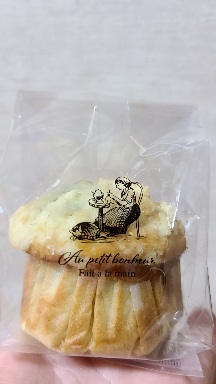 Au petit bonheur
Fait à la main